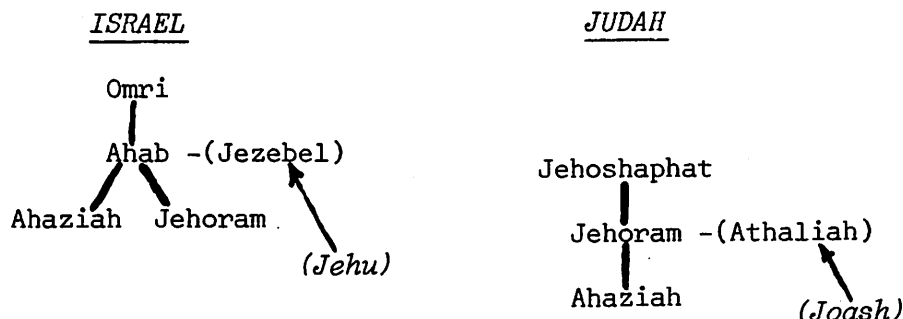 ISRAEL
Omri
Ahab -(Jezebel)
Ahaziah Jehoram
(Jehu)
JUDAH
Jehoshaphat
Jehoram -(Athaliah)
Ahaziah
(Joash)